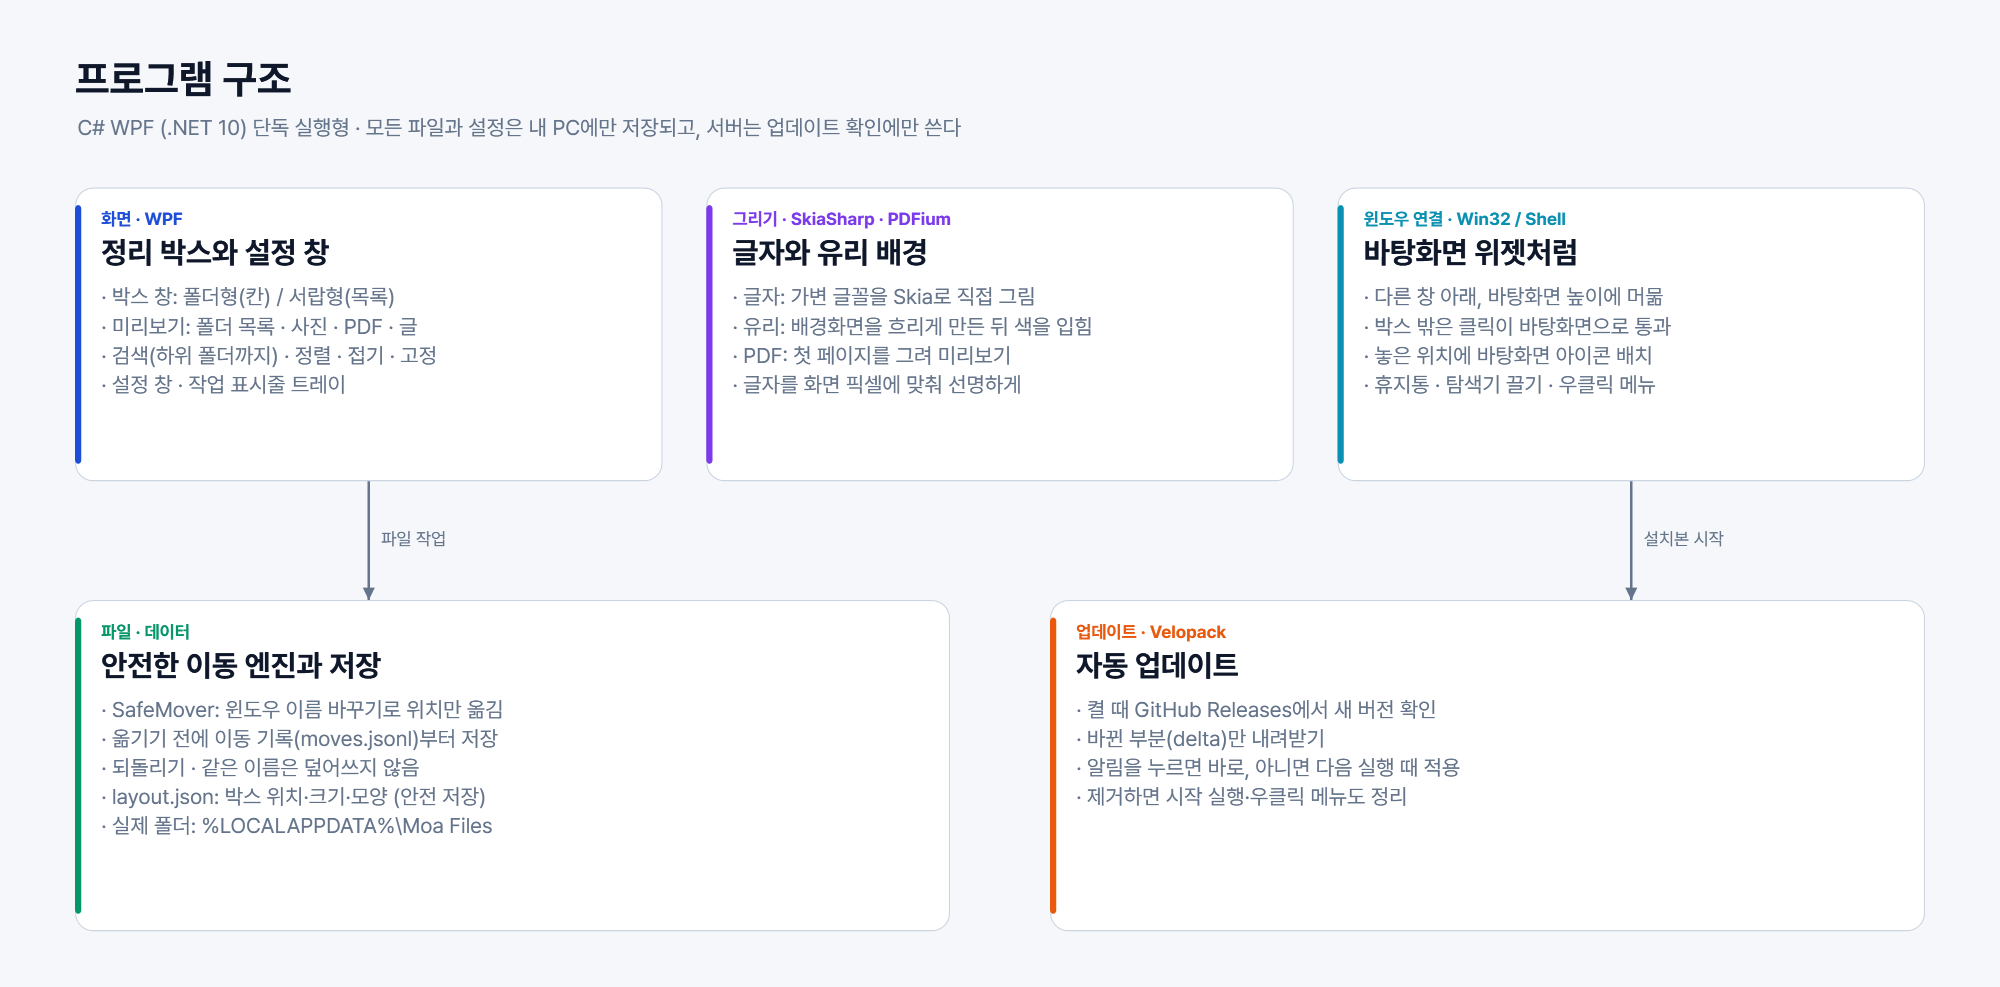 프로그램 구조
C# WPF (.NET 10) 단독 실행형 · 모든 파일과 설정은 내 PC에만 저장되고, 서버는 업데이트 확인에만 쓴다
화면 · WPF
정리 박스와 설정 창
· 박스 창: 폴더형(칸) / 서랍형(목록)
· 미리보기: 폴더 목록 · 사진 · PDF · 글
· 검색(하위 폴더까지) · 정렬 · 접기 · 고정
· 설정 창 · 작업 표시줄 트레이
그리기 · SkiaSharp · PDFium
글자와 유리 배경
· 글자: 가변 글꼴을 Skia로 직접 그림
· 유리: 배경화면을 흐리게 만든 뒤 색을 입힘
· PDF: 첫 페이지를 그려 미리보기
· 글자를 화면 픽셀에 맞춰 선명하게
윈도우 연결 · Win32 / Shell
바탕화면 위젯처럼
· 다른 창 아래, 바탕화면 높이에 머묾
· 박스 밖은 클릭이 바탕화면으로 통과
· 놓은 위치에 바탕화면 아이콘 배치
· 휴지통 · 탐색기 끌기 · 우클릭 메뉴
파일 작업
설치본 시작
파일 · 데이터
안전한 이동 엔진과 저장
· SafeMover: 윈도우 이름 바꾸기로 위치만 옮김
· 옮기기 전에 이동 기록(moves.jsonl)부터 저장
· 되돌리기 · 같은 이름은 덮어쓰지 않음
· layout.json: 박스 위치·크기·모양 (안전 저장)
· 실제 폴더: %LOCALAPPDATA%\Moa Files
업데이트 · Velopack
자동 업데이트
· 켤 때 GitHub Releases에서 새 버전 확인
· 바뀐 부분(delta)만 내려받기
· 알림을 누르면 바로, 아니면 다음 실행 때 적용
· 제거하면 시작 실행·우클릭 메뉴도 정리